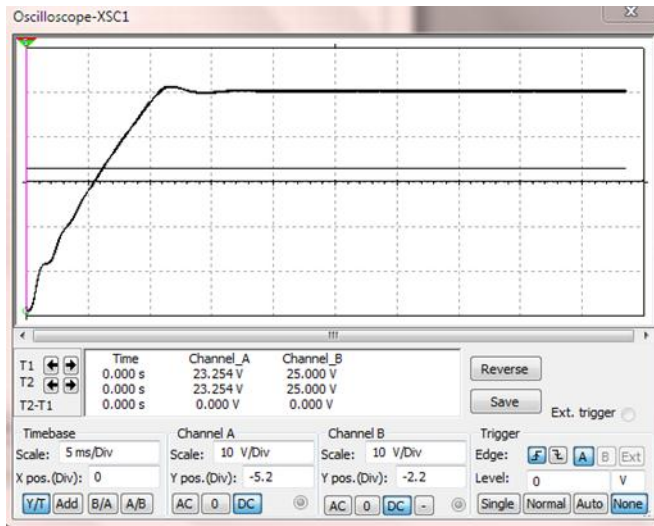 Oscilloscope-XSC1
T1
T2
T2-T1
Time Channel_A Channel_B
0.000 s 23.254 V 25.000 V
0.000 s 23.254 V 25.000 V
0.000 s 0.000 V 0.000 V
Reverse
Save
Ext. trigger
Timebase
Scale: 5 ms/Div
X pos.(Div): 0
Y/T Add B/A A/B
Channel A
Scale: 10 V/Div
Y pos.(Div): -5.2
AC 0 DC
Channel B
Scale: 10 V/Div
Y pos.(Div): -2.2
AC 0 DC -
Trigger
Edge: A B Ext
Level: 0 V
Single Normal Auto None